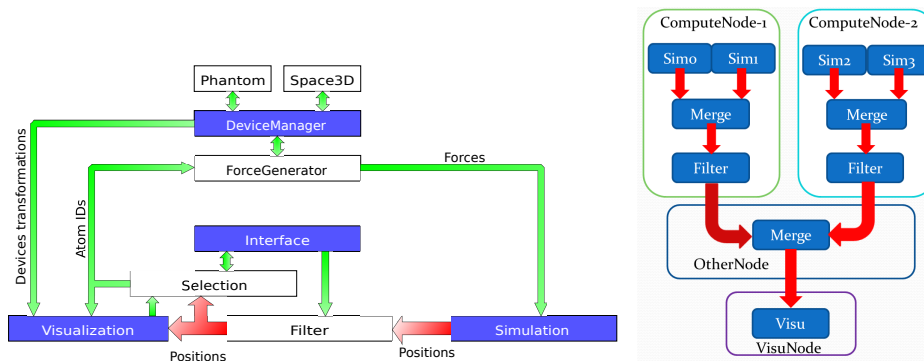 Phantom
Space3D
DeviceManager
ForceGenerator
Forces
Devices transformations
Atom IDs
Interface
Selection
Visualization
Filter
Simulation
Positions
Positions
ComputeNode-1
ComputeNode-2
Sim0
Sim1
Sim2
Sim3
Merge
Merge
Filter
Filter
Merge
OtherNode
Visu
VisuNode